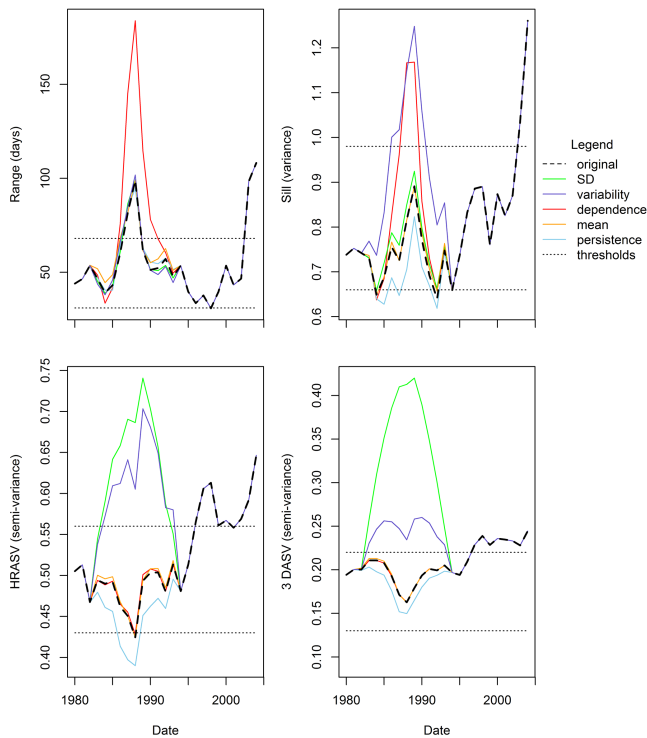 Range (days)
50
100
150
Sill (variance)
0.6
0.7
0.8
0.9
1.0
1.1
1.2
Legend
original
SD
variability
dependence
mean
persistence
thresholds
HRASV (semi-variance)
0.40
0.45
0.50
0.55
0.60
0.65
0.70
0.75
1980
1990
2000
Date
3 DASV (semi-variance)
0.10
0.15
0.20
0.25
0.30
0.35
0.40
1980
1990
2000
Date